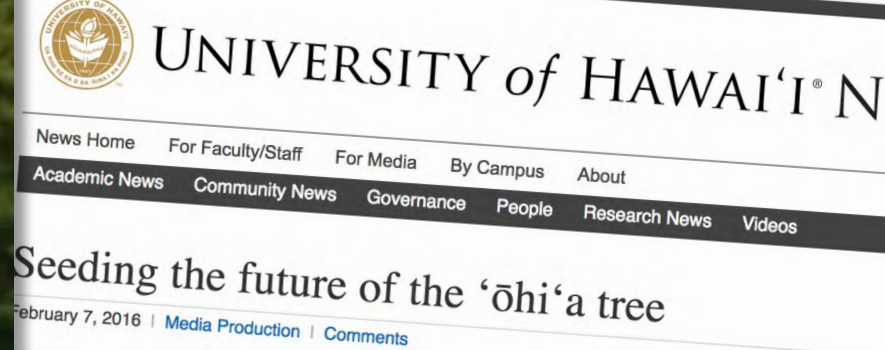 UNIVERSITY of HAWAIʻI® N
News Home For Faculty/Staff For Media By Campus About
Academic News Community News Governance People Research News Videos
Seeding the future of the ʻōhiʻa tree
February 7, 2016 | Media Production | Comments